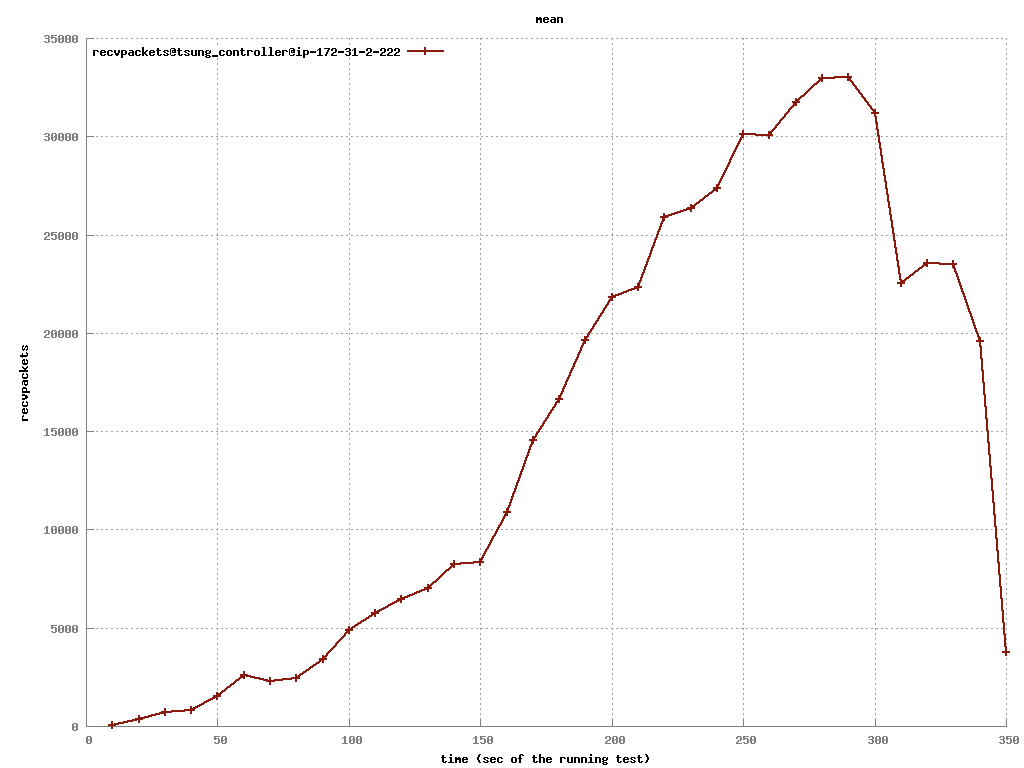 mean
35000
recvpackets@tsung_controller@ip-172-31-2-222
30000
25000
20000
recvpackets
15000
10000
5000
0
0 50 100 150 200 250 300 350
time (sec of the running test)